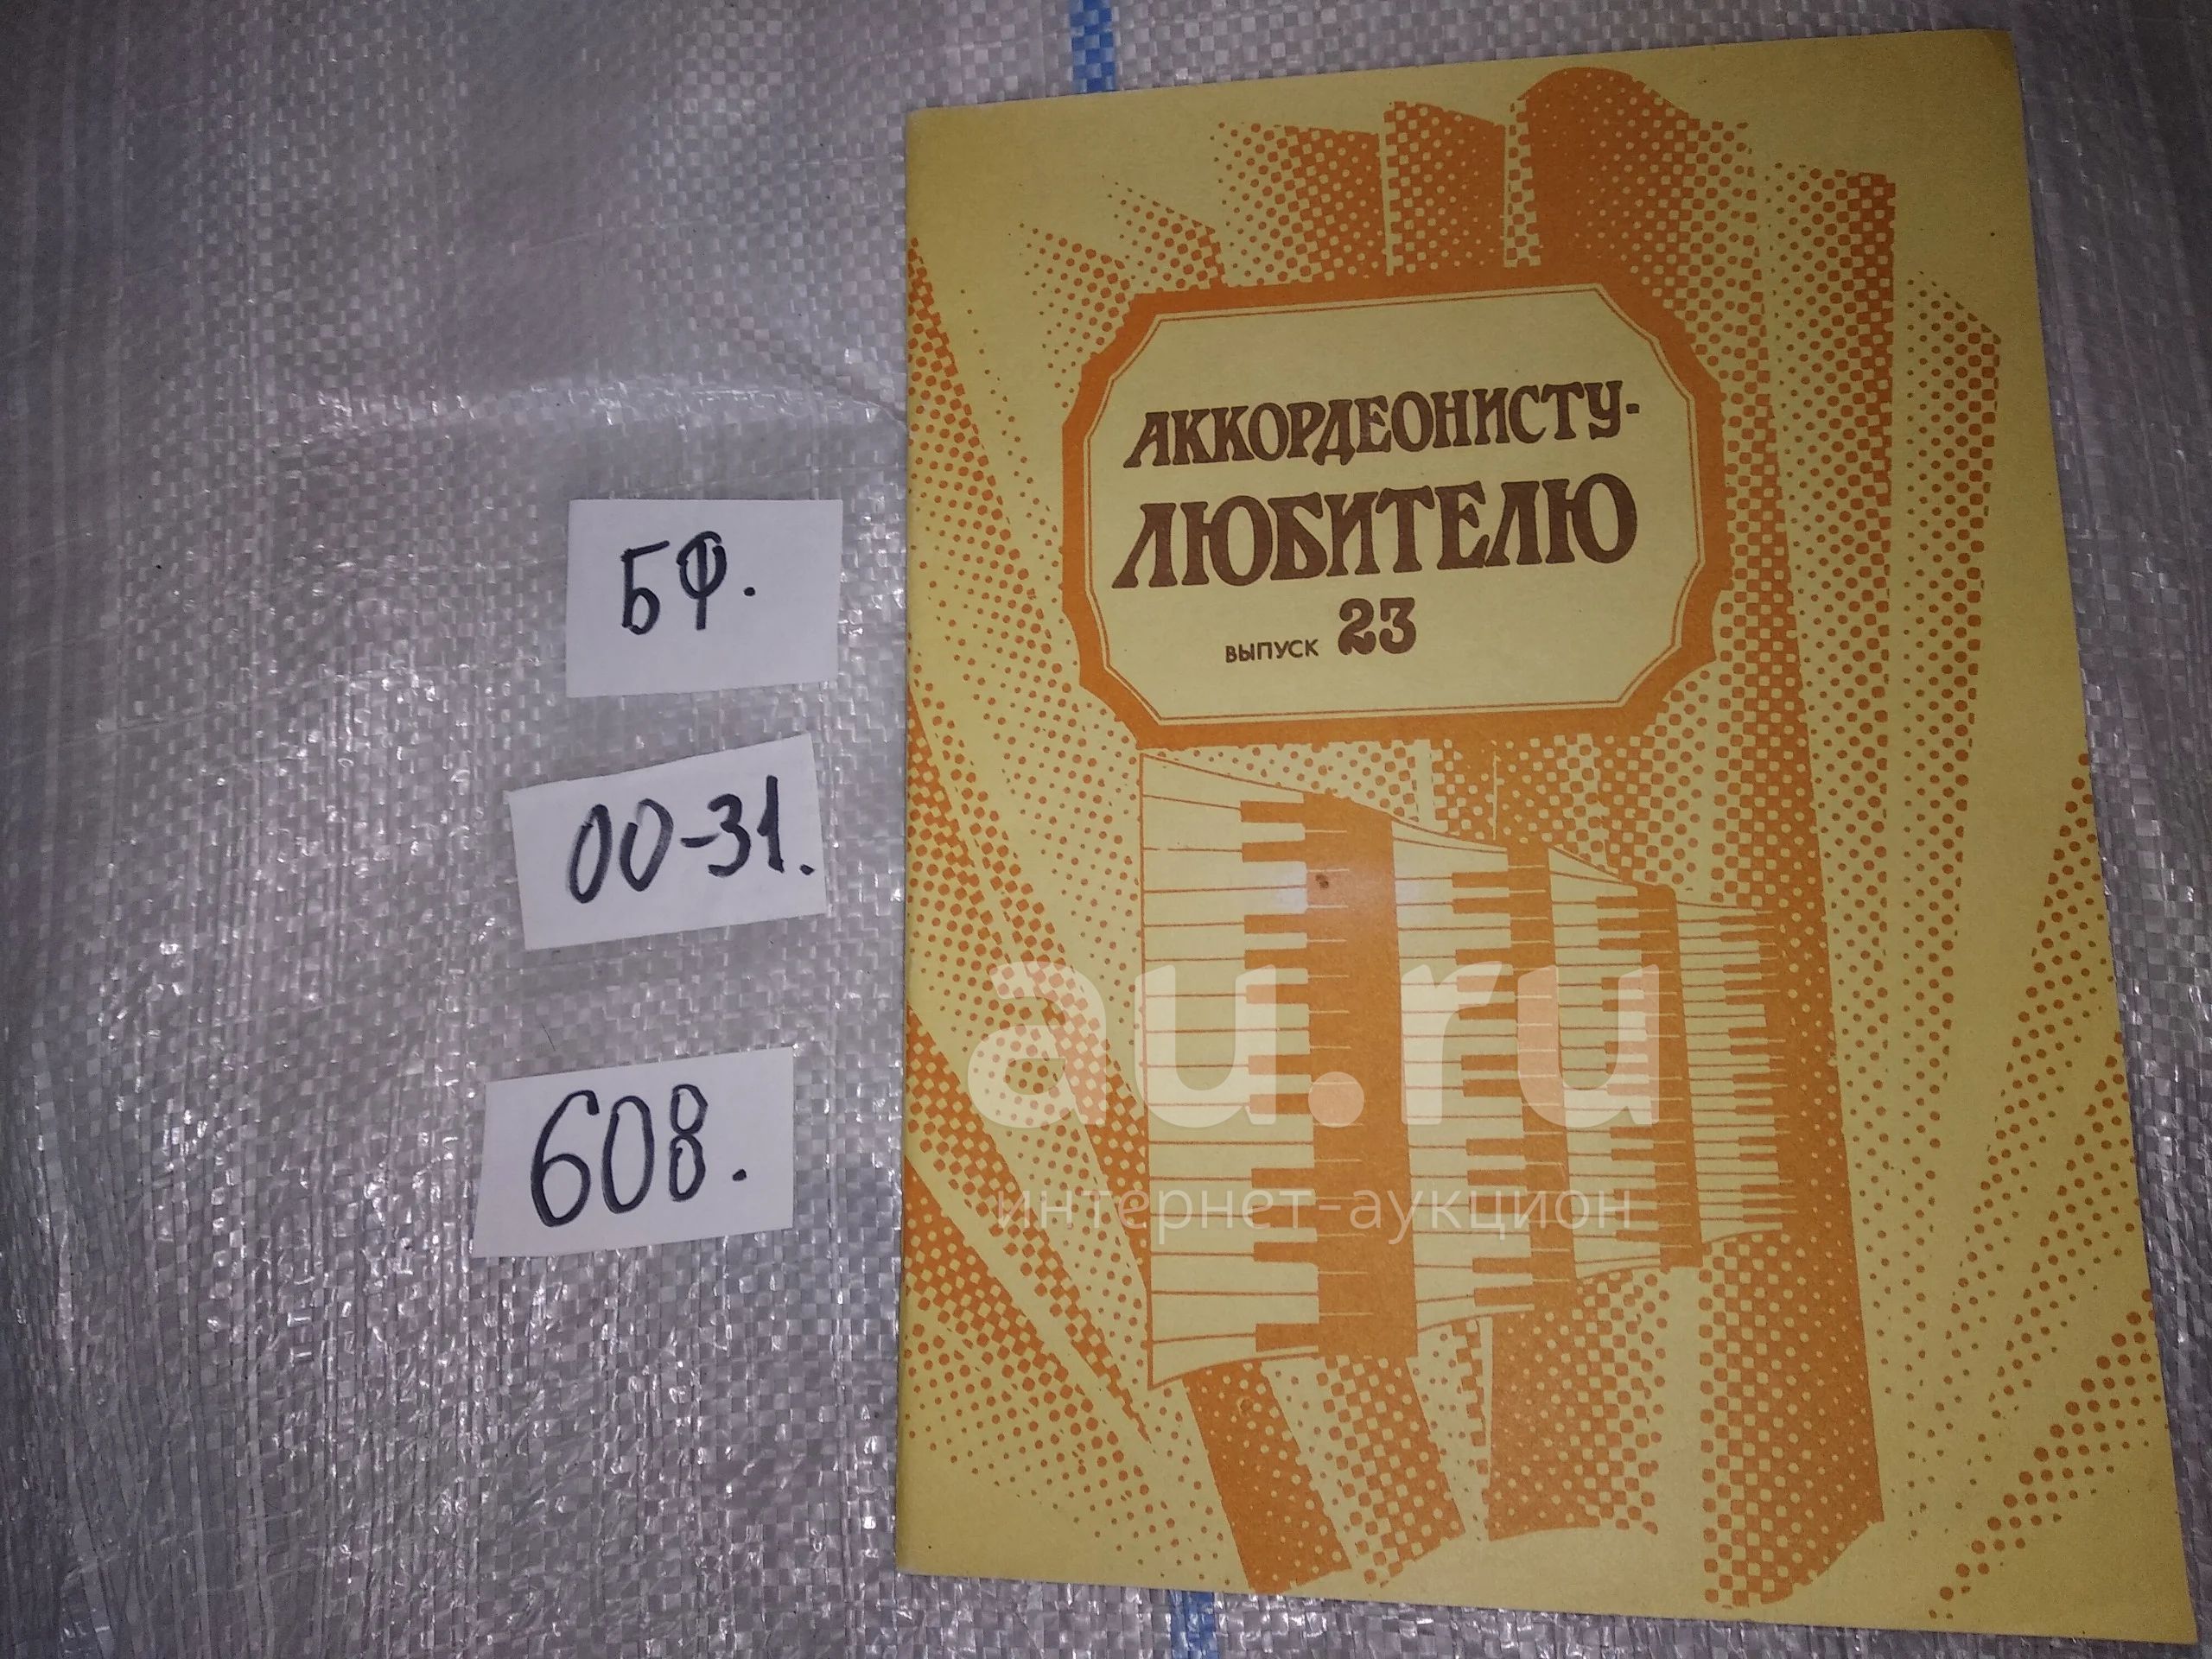 БФ.
00-31.
608.
АККОРДЕОНИСТУ-
ЛЮБИТЕЛЮ
ВЫПУСК 23
au.ru
интернет-аукцион